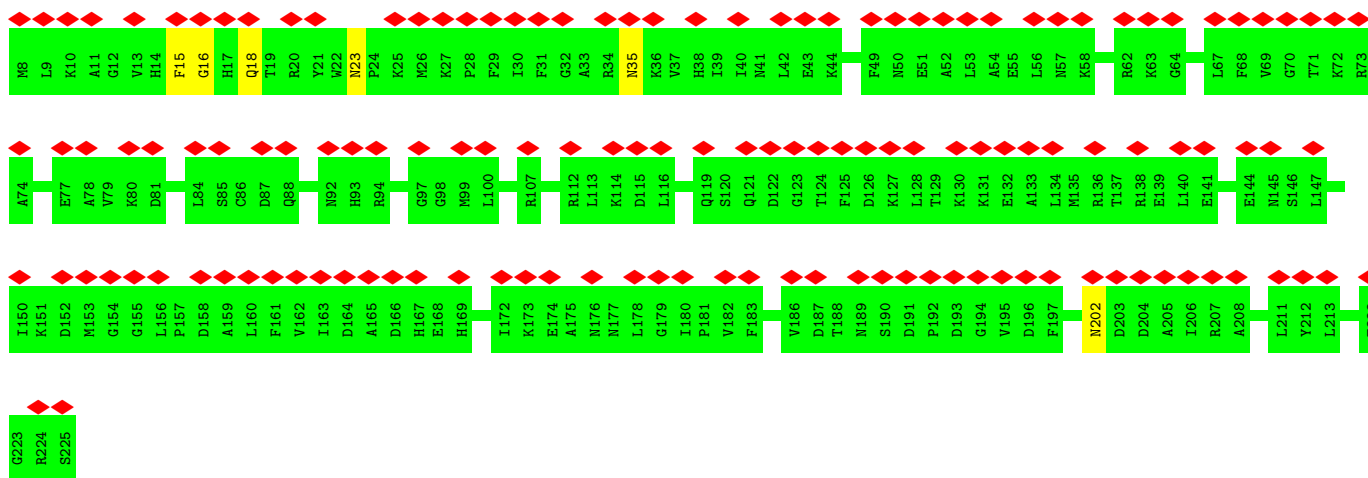 M8 L9 K10 A11 G12 V13 H14 F15 G16 H17 Q18 T19 R20 Y21 W22 N23 P24 K25 M26 K27 P28 F29 I30 F31 G32 A33 R34 N35 K36 V37 H38 I39 I40 N41 L42 E43 K44 F49 N50 E51 A52 L53 A54 E55 L56 N57 K58 R62 K63 G64 L67 F68 V69 G70 T71 K72 R73
A74 E77 A78 V79 K80 D81 L84 S85 C86 D87 Q88 N92 H93 R94 G97 G98 M99 L100 R107 R112 L113 K114 D115 L116 Q119 S120 Q121 D122 G123 T124 F125 D126 K127 L128 T129 K130 K131 E132 A133 L134 M135 R136 T137 R138 E139 L140 E141 E144 N145 S146 L147
I150 K151 D152 M153 G154 G155 L156 P157 D158 A159 L160 F161 V162 I163 D164 A165 D166 H167 E168 H169 I172 K173 E174 A175 N176 N177 L178 G179 I180 P181 V182 F183 V186 D187 T188 N189 S190 D191 P192 D193 G194 V195 D196 F197 N202 D203 D204 A205 I206 R207 A208 L211 Y212 L213
G223 R224 S225